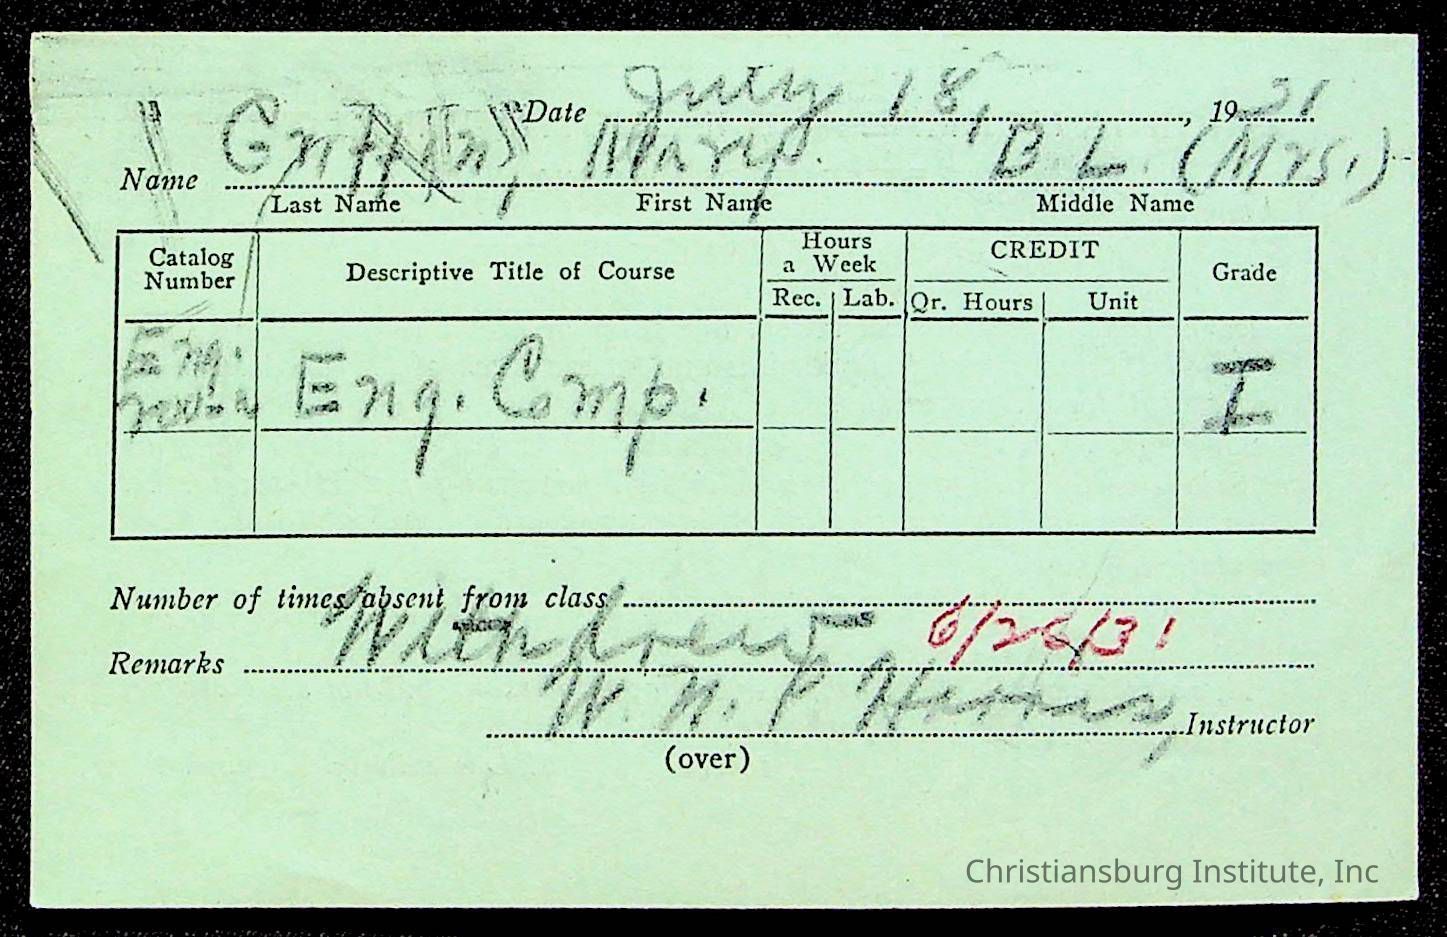 Date July 18, 1931
Name Griffin, Mary B. L. (Mrs.)
Last Name First Name Middle Name
Catalog Number Descriptive Title of Course Hours a Week CREDIT Grade
Rec. Lab. Qr. Hours Unit
Eng. Eng. Comp. I
Number of times absent from class
Remarks Withdrew - 6/26/31
W. N. P. Harris, Instructor
(over)
Christiansburg Institute, Inc